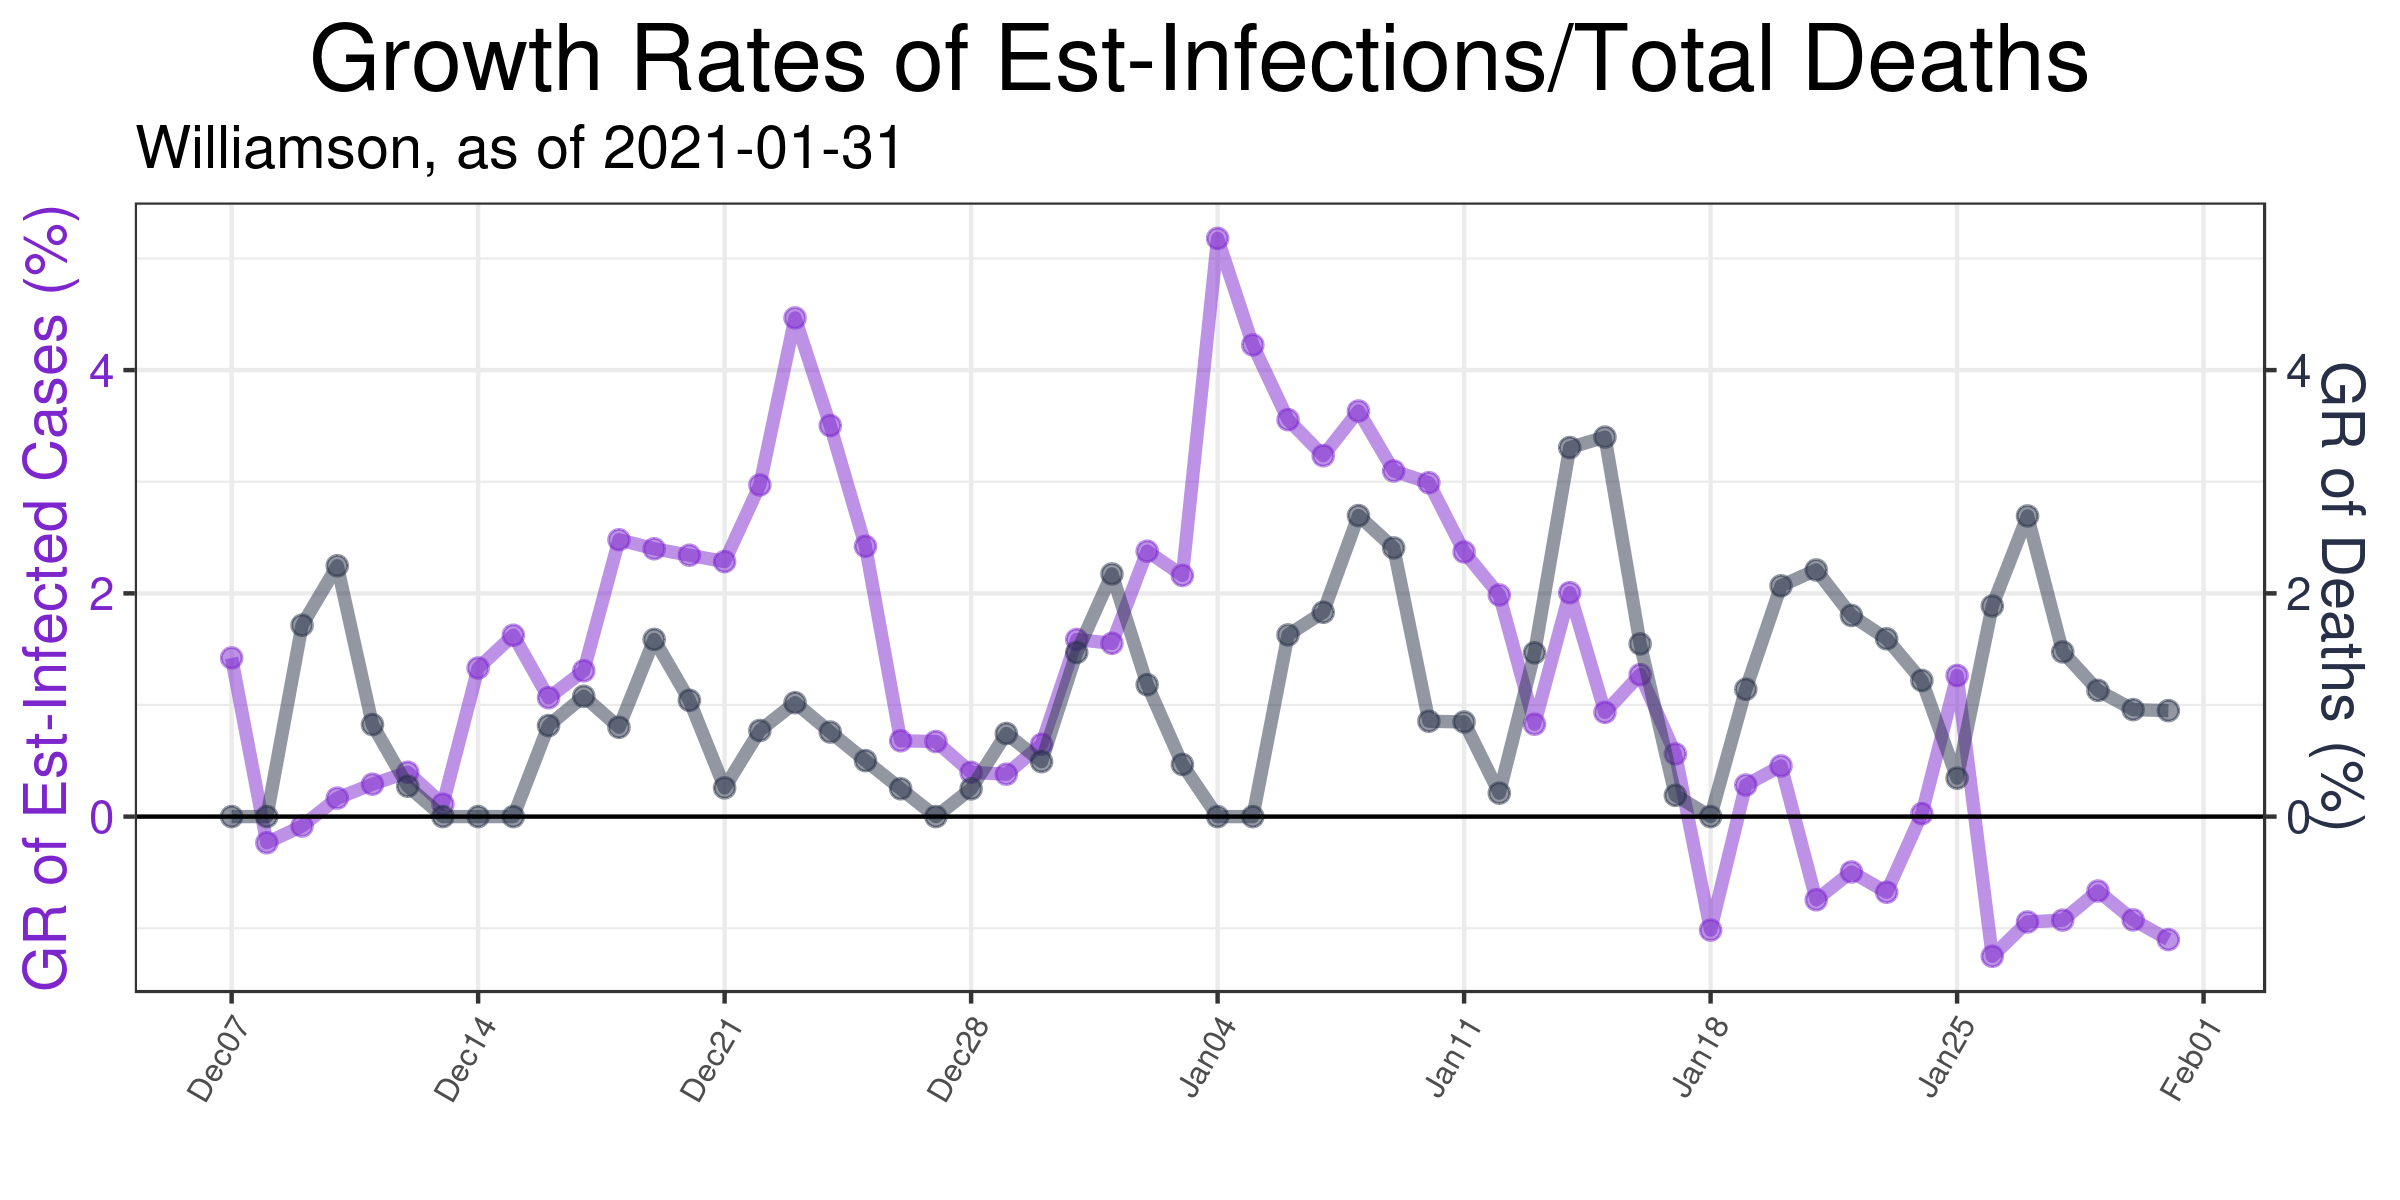 Growth Rates of Est-Infections/Total Deaths
Williamson, as of 2021-01-31
GR of Est-Infected Cases (%)
4
2
0
4
2
0
GR of Deaths (%)
Dec07
Dec14
Dec21
Dec28
Jan04
Jan11
Jan18
Jan25
Feb01